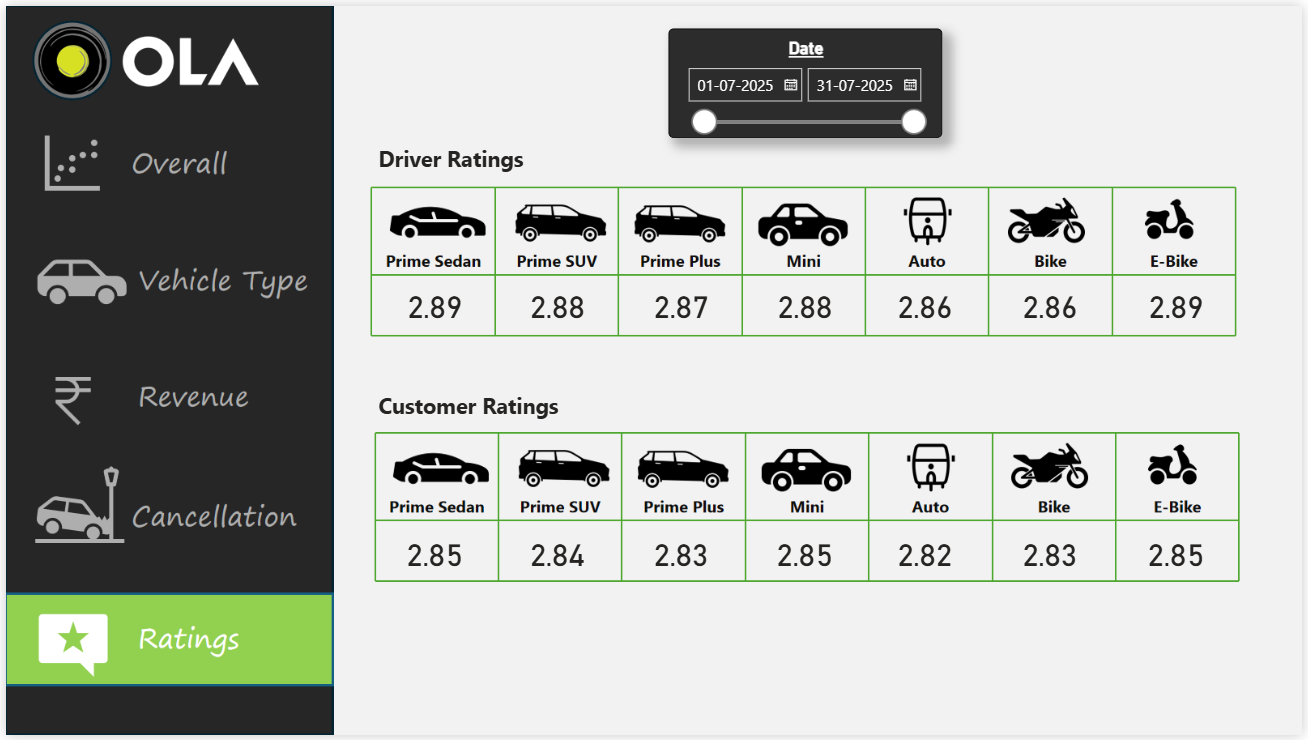 OLA
Overall
Vehicle Type
Revenue
Cancellation
Ratings
Date
01-07-2025 31-07-2025
Driver Ratings
Prime Sedan Prime SUV Prime Plus Mini Auto Bike E-Bike
2.89 2.88 2.87 2.88 2.86 2.86 2.89
Customer Ratings
Prime Sedan Prime SUV Prime Plus Mini Auto Bike E-Bike
2.85 2.84 2.83 2.85 2.82 2.83 2.85